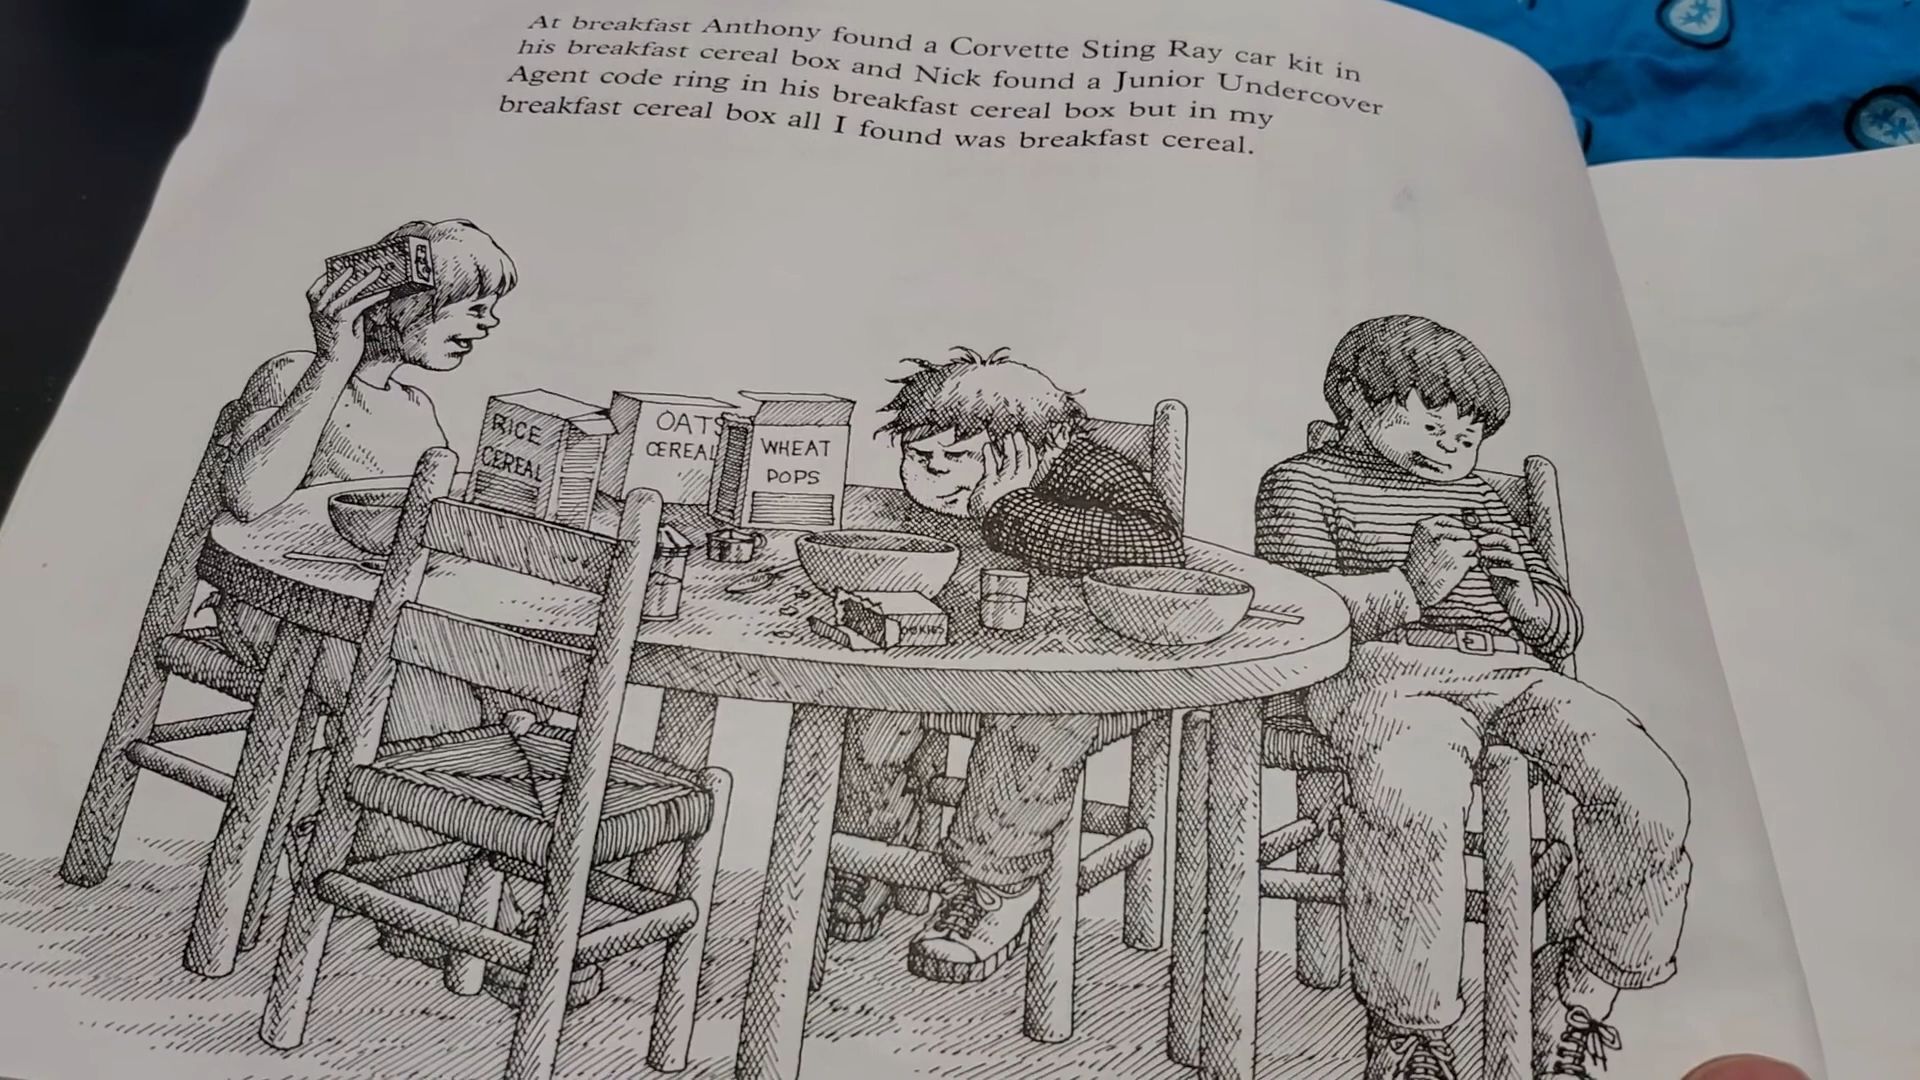 At breakfast Anthony found a Corvette Sting Ray car kit in
his breakfast cereal box and Nick found a Junior Undercover
Agent code ring in his breakfast cereal box but in my
breakfast cereal box all I found was breakfast cereal.
RICE
CEREAL
OATS
CEREAL
WHEAT
POPS